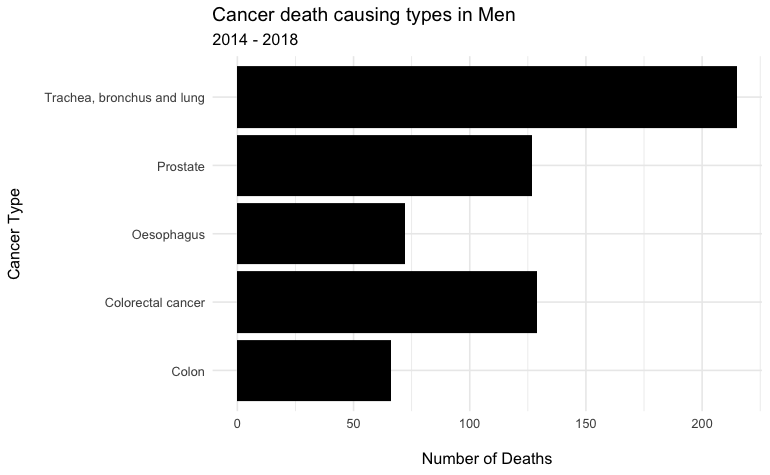 Cancer death causing types in Men
2014 - 2018
Trachea, bronchus and lung
Prostate
Oesophagus
Colorectal cancer
Colon
Cancer Type
0 50 100 150 200
Number of Deaths